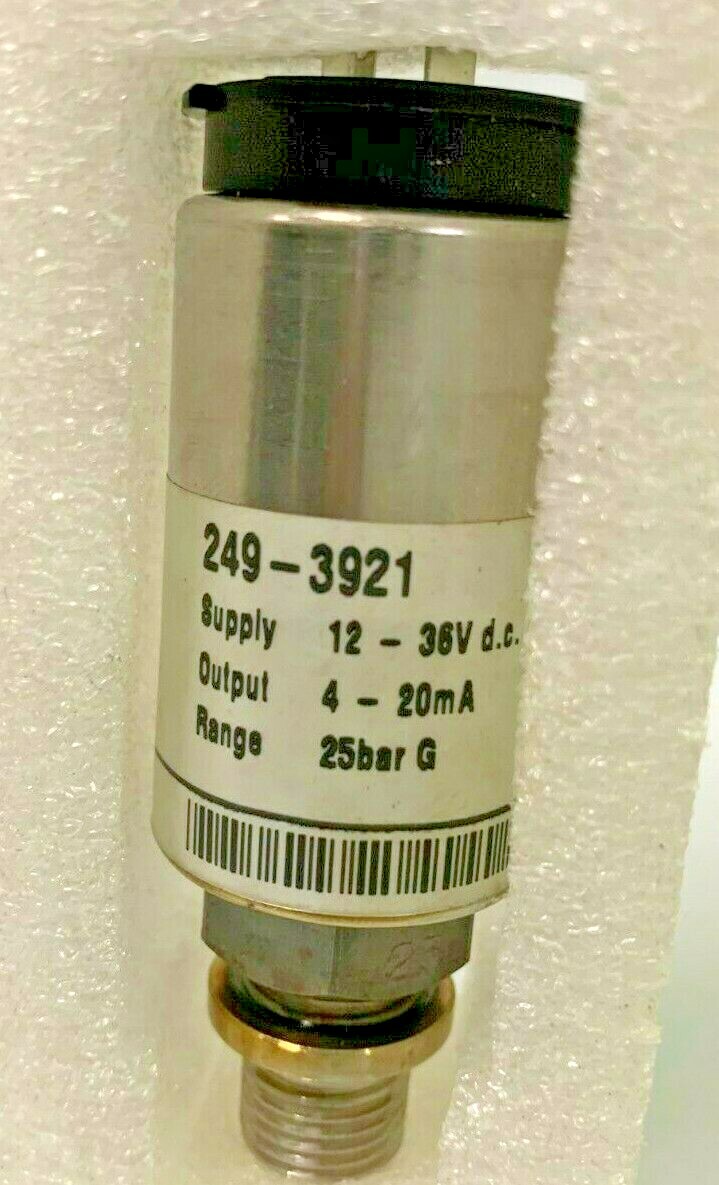 249-3921
Supply 12 - 36V d.c.
Output 4 - 20mA
Range 25bar G